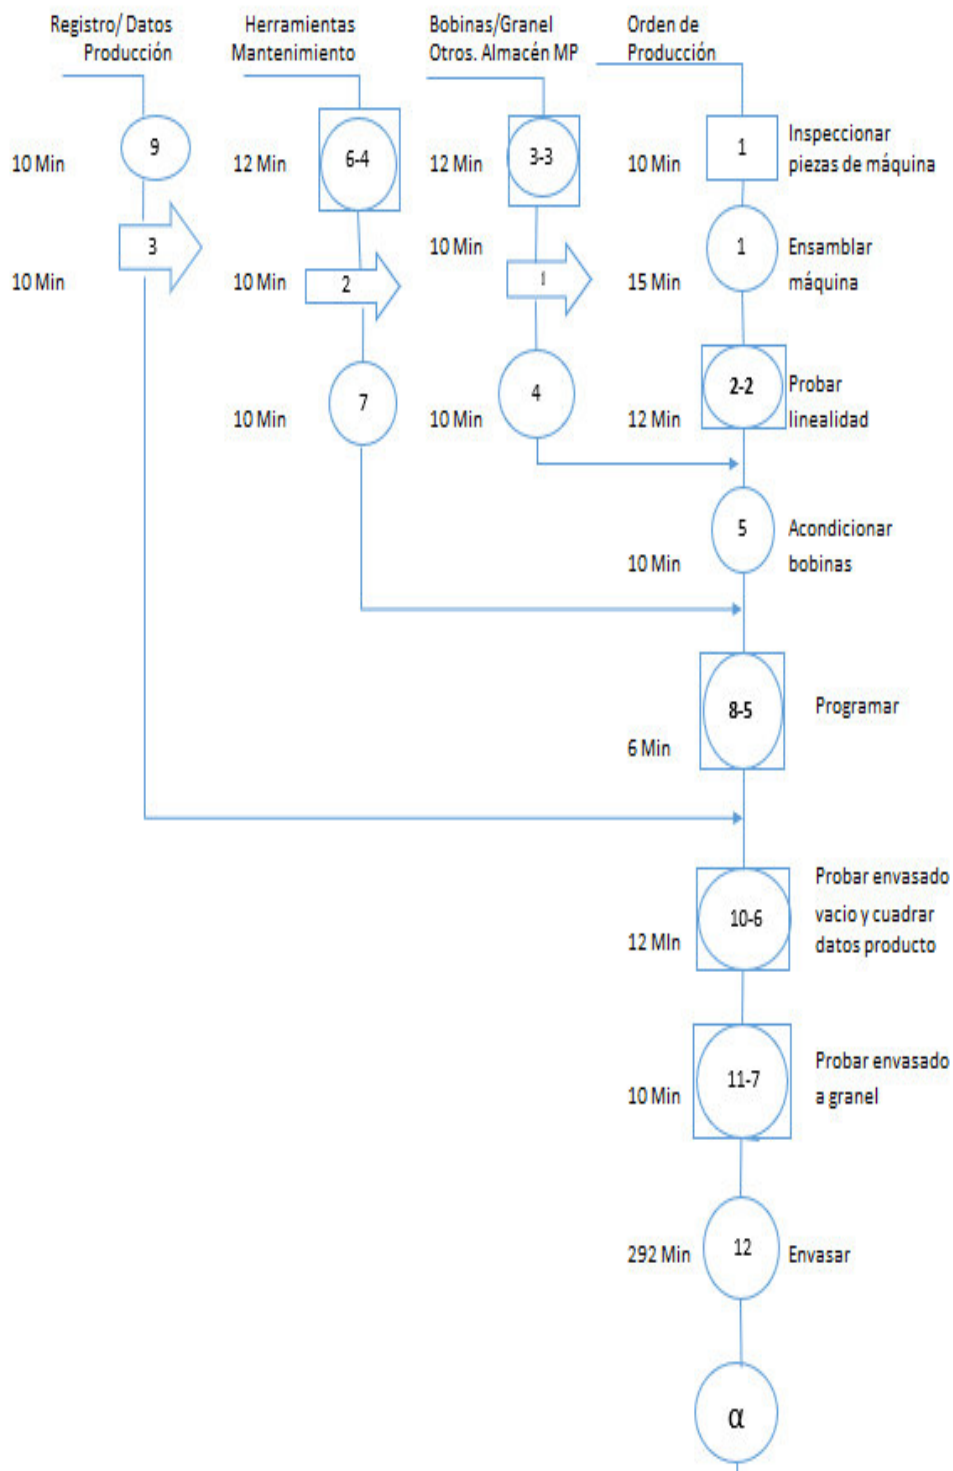 Registro/ Datos
Producción
Herramientas
Mantenimiento
Bobinas/Granel
Otros. Almacén MP
Orden de
Producción
10 Min
9
12 Min
6-4
12 Min
3-3
10 Min
1
Inspeccionar
piezas de máquina
10 Min
3
10 Min
2
10 Min
1
15 Min
1
Ensamblar
máquina
10 Min
7
10 Min
4
12 Min
2-2
Probar
linealidad
10 Min
5
Acondicionar
bobinas
6 Min
8-5
Programar
12 MIn
10-6
Probar envasado
vacio y cuadrar
datos producto
10 Min
11-7
Probar envasado
a granel
292 Min
12
Envasar
α